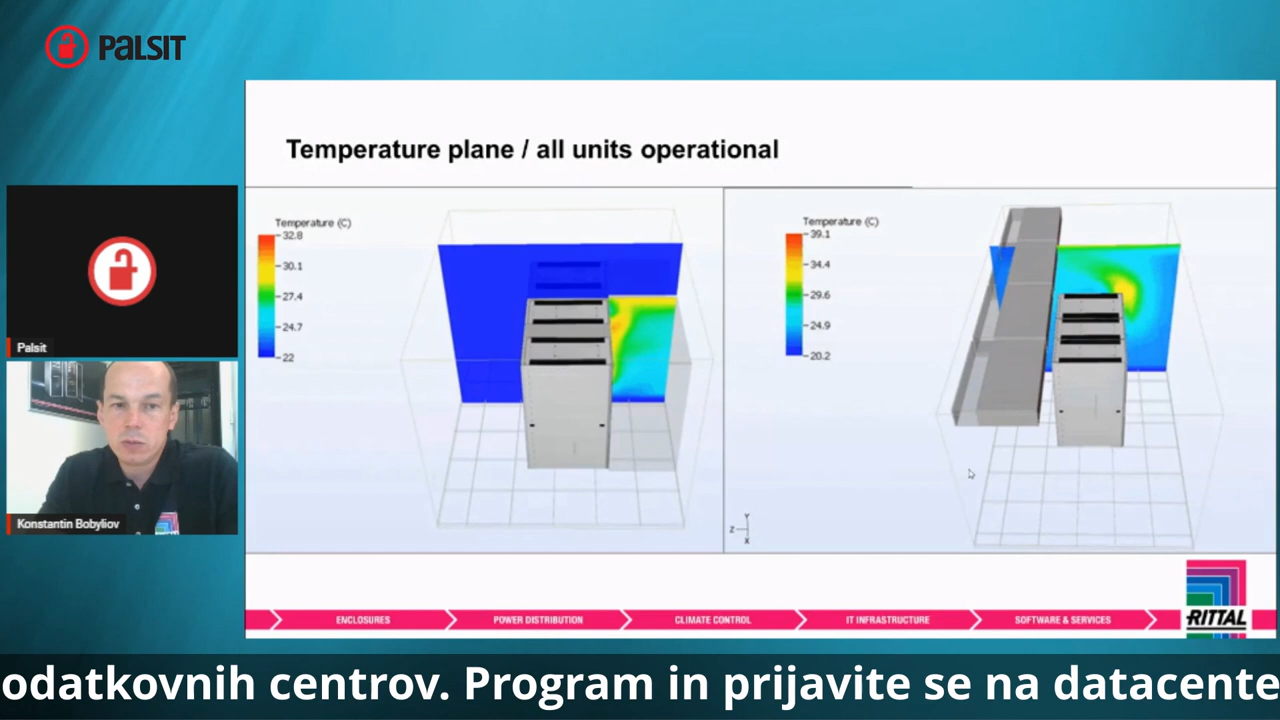 PALSIT
Temperature plane / all units operational
Temperature (C)
32.8
30.1
27.4
24.7
22
Temperature (C)
39.1
34.4
29.6
24.9
20.2
Y
Z
X
Palsit
Konstantin Bobyliov
ENCLOSURES
POWER DISTRIBUTION
CLIMATE CONTROL
IT INFRASTRUCTURE
SOFTWARE & SERVICES
RITTAL
odatkovnih centrov. Program in prijavite se na datacente